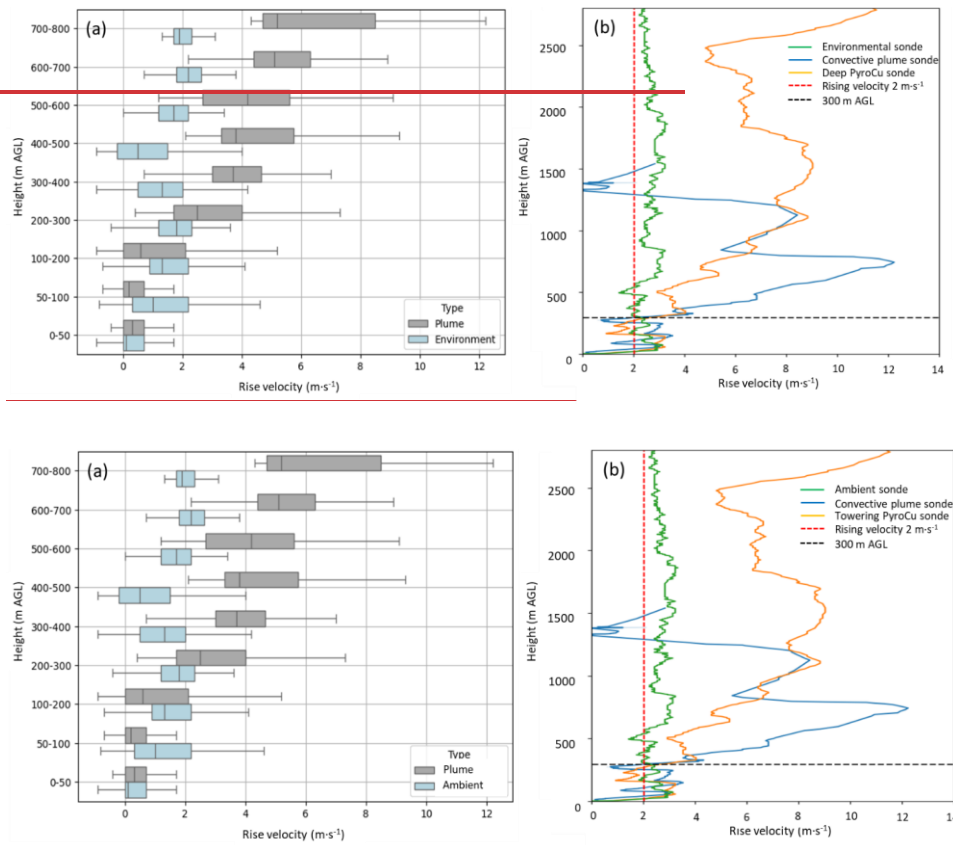 (a)
Height (m AGL)
700-800
600-700
500-600
400-500
300-400
200-300
100-200
50-100
0-50
Type
Plume
Environment
0 2 4 6 8 10 12
Rise velocity (m·s⁻¹)
(b)
Height (m AGL)
2500
2000
1500
1000
500
0
Environmental sonde
Convective plume sonde
Deep PyroCu sonde
Rising velocity 2 m·s⁻¹
300 m AGL
0 2 4 6 8 10 12 14
Rise velocity (m·s⁻¹)
(a)
Height (m AGL)
700-800
600-700
500-600
400-500
300-400
200-300
100-200
50-100
0-50
Type
Plume
Ambient
0 2 4 6 8 10 12
Rise velocity (m·s⁻¹)
(b)
Height (m AGL)
2500
2000
1500
1000
500
0
Ambient sonde
Convective plume sonde
Towering PyroCu sonde
Rising velocity 2 m·s⁻¹
300 m AGL
0 2 4 6 8 10 12 14
Rise velocity (m·s⁻¹)